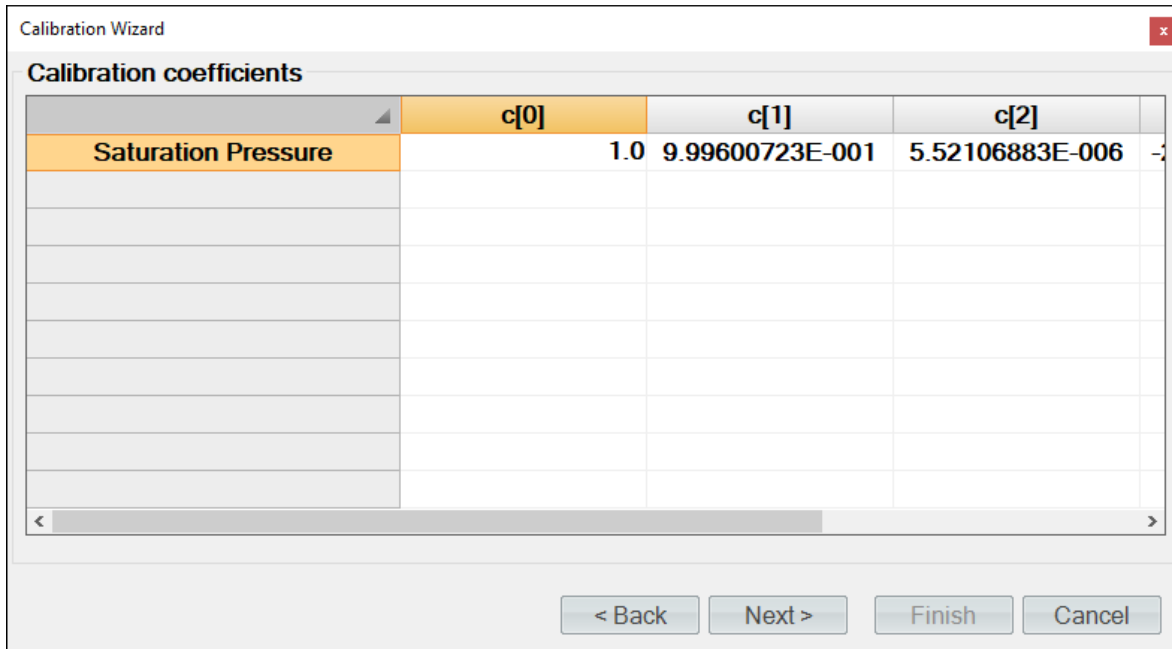 Calibration Wizard
x
Calibration coefficients
c[0] c[1] c[2]
Saturation Pressure 1.0 9.99600723E-001 5.52106883E-006
< >
< Back Next > Finish Cancel